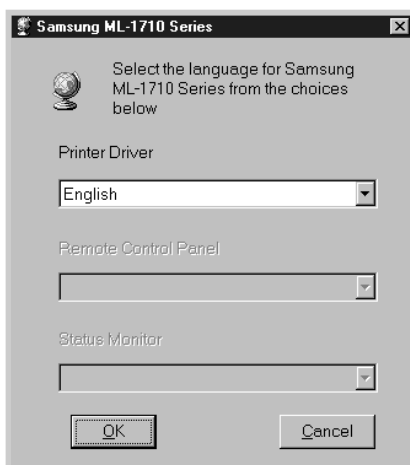 Samsung ML-1710 Series
Select the language for Samsung
ML-1710 Series from the choices
below
Printer Driver
English
Remote Control Panel
Status Monitor
OK
Cancel